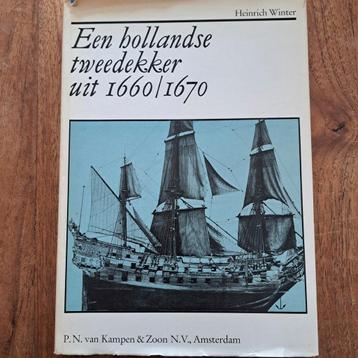 Heinrich Winter
Een hollandse
tweedekker
uit 1660/1670
P. N. van Kampen & Zoon N.V., Amsterdam